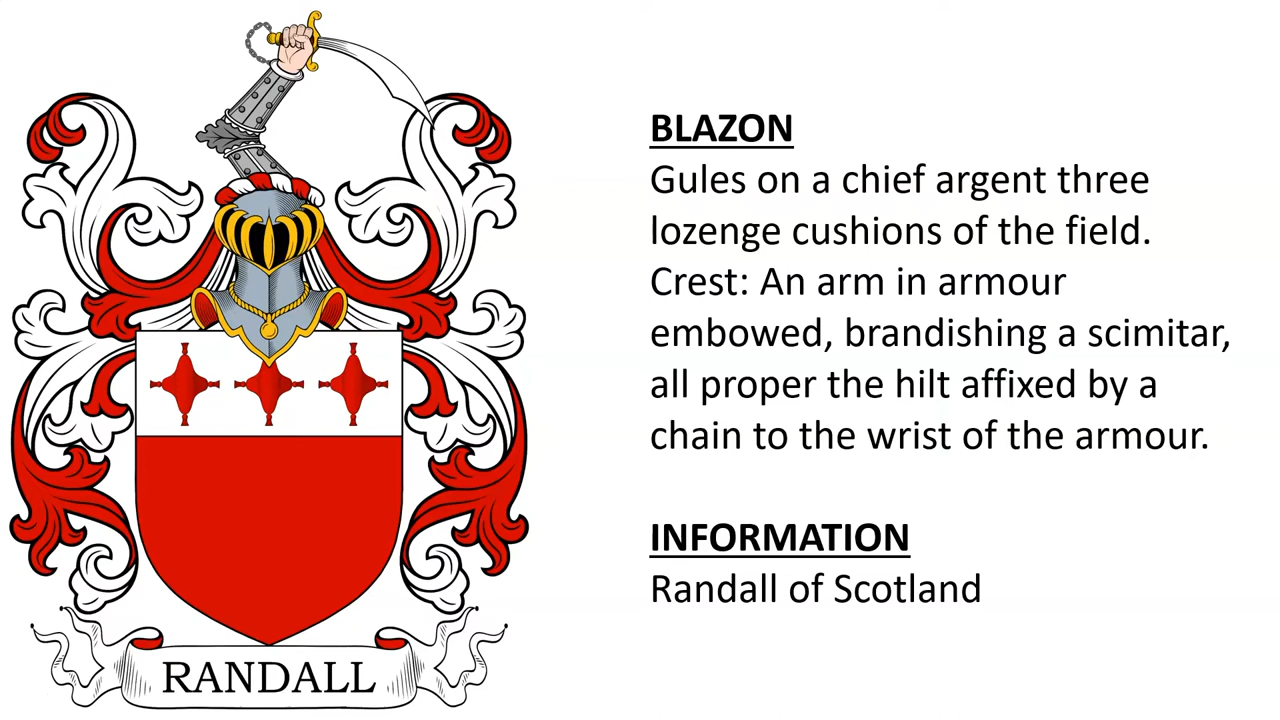 BLAZON
Gules on a chief argent three
lozenge cushions of the field.
Crest: An arm in armour
embowed, brandishing a scimitar,
all proper the hilt affixed by a
chain to the wrist of the armour.
INFORMATION
Randall of Scotland
RANDALL